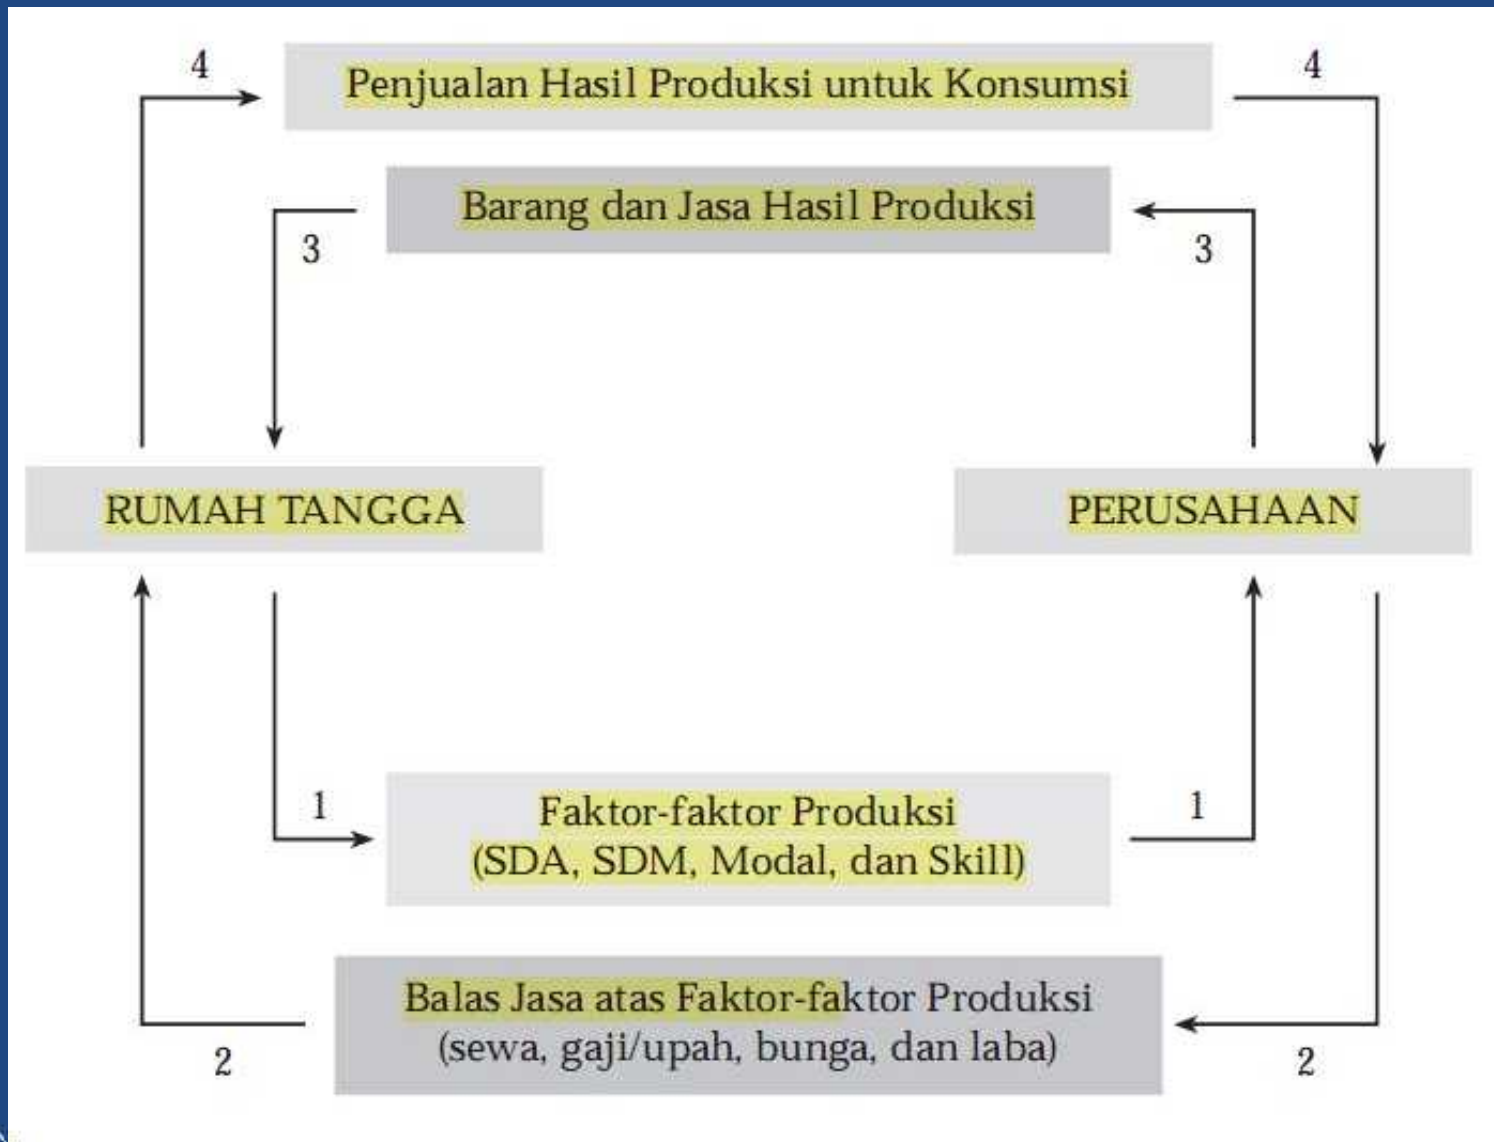 4
Penjualan Hasil Produksi untuk Konsumsi
4
Barang dan Jasa Hasil Produksi
3
3
RUMAH TANGGA
PERUSAHAAN
1
Faktor-faktor Produksi
(SDA, SDM, Modal, dan Skill)
1
Balas Jasa atas Faktor-faktor Produksi
(sewa, gaji/upah, bunga, dan laba)
2
2